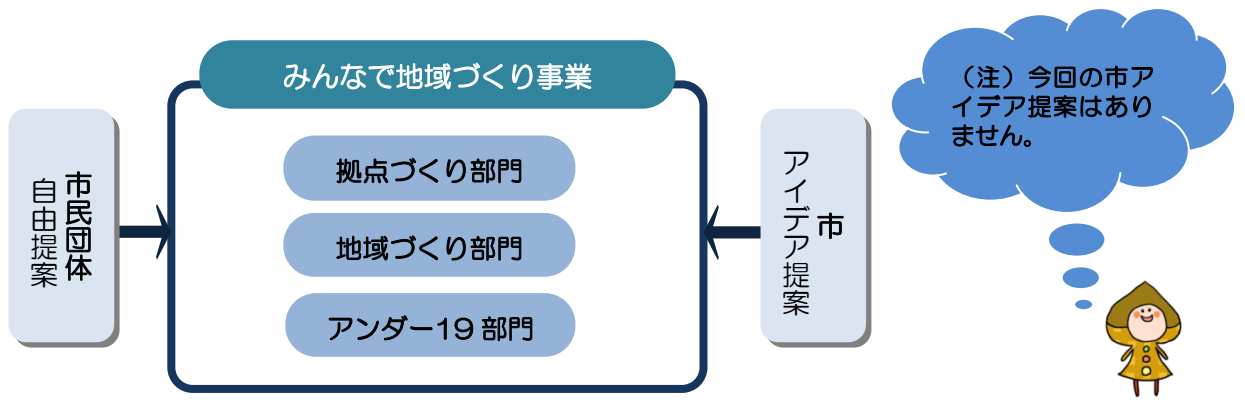 みんなで地域づくり事業
市民団体
自由提案
拠点づくり部門
地域づくり部門
アンダー19部門
市
アイデア提案
（注）今回の市ア
イデア提案はあり
ません。